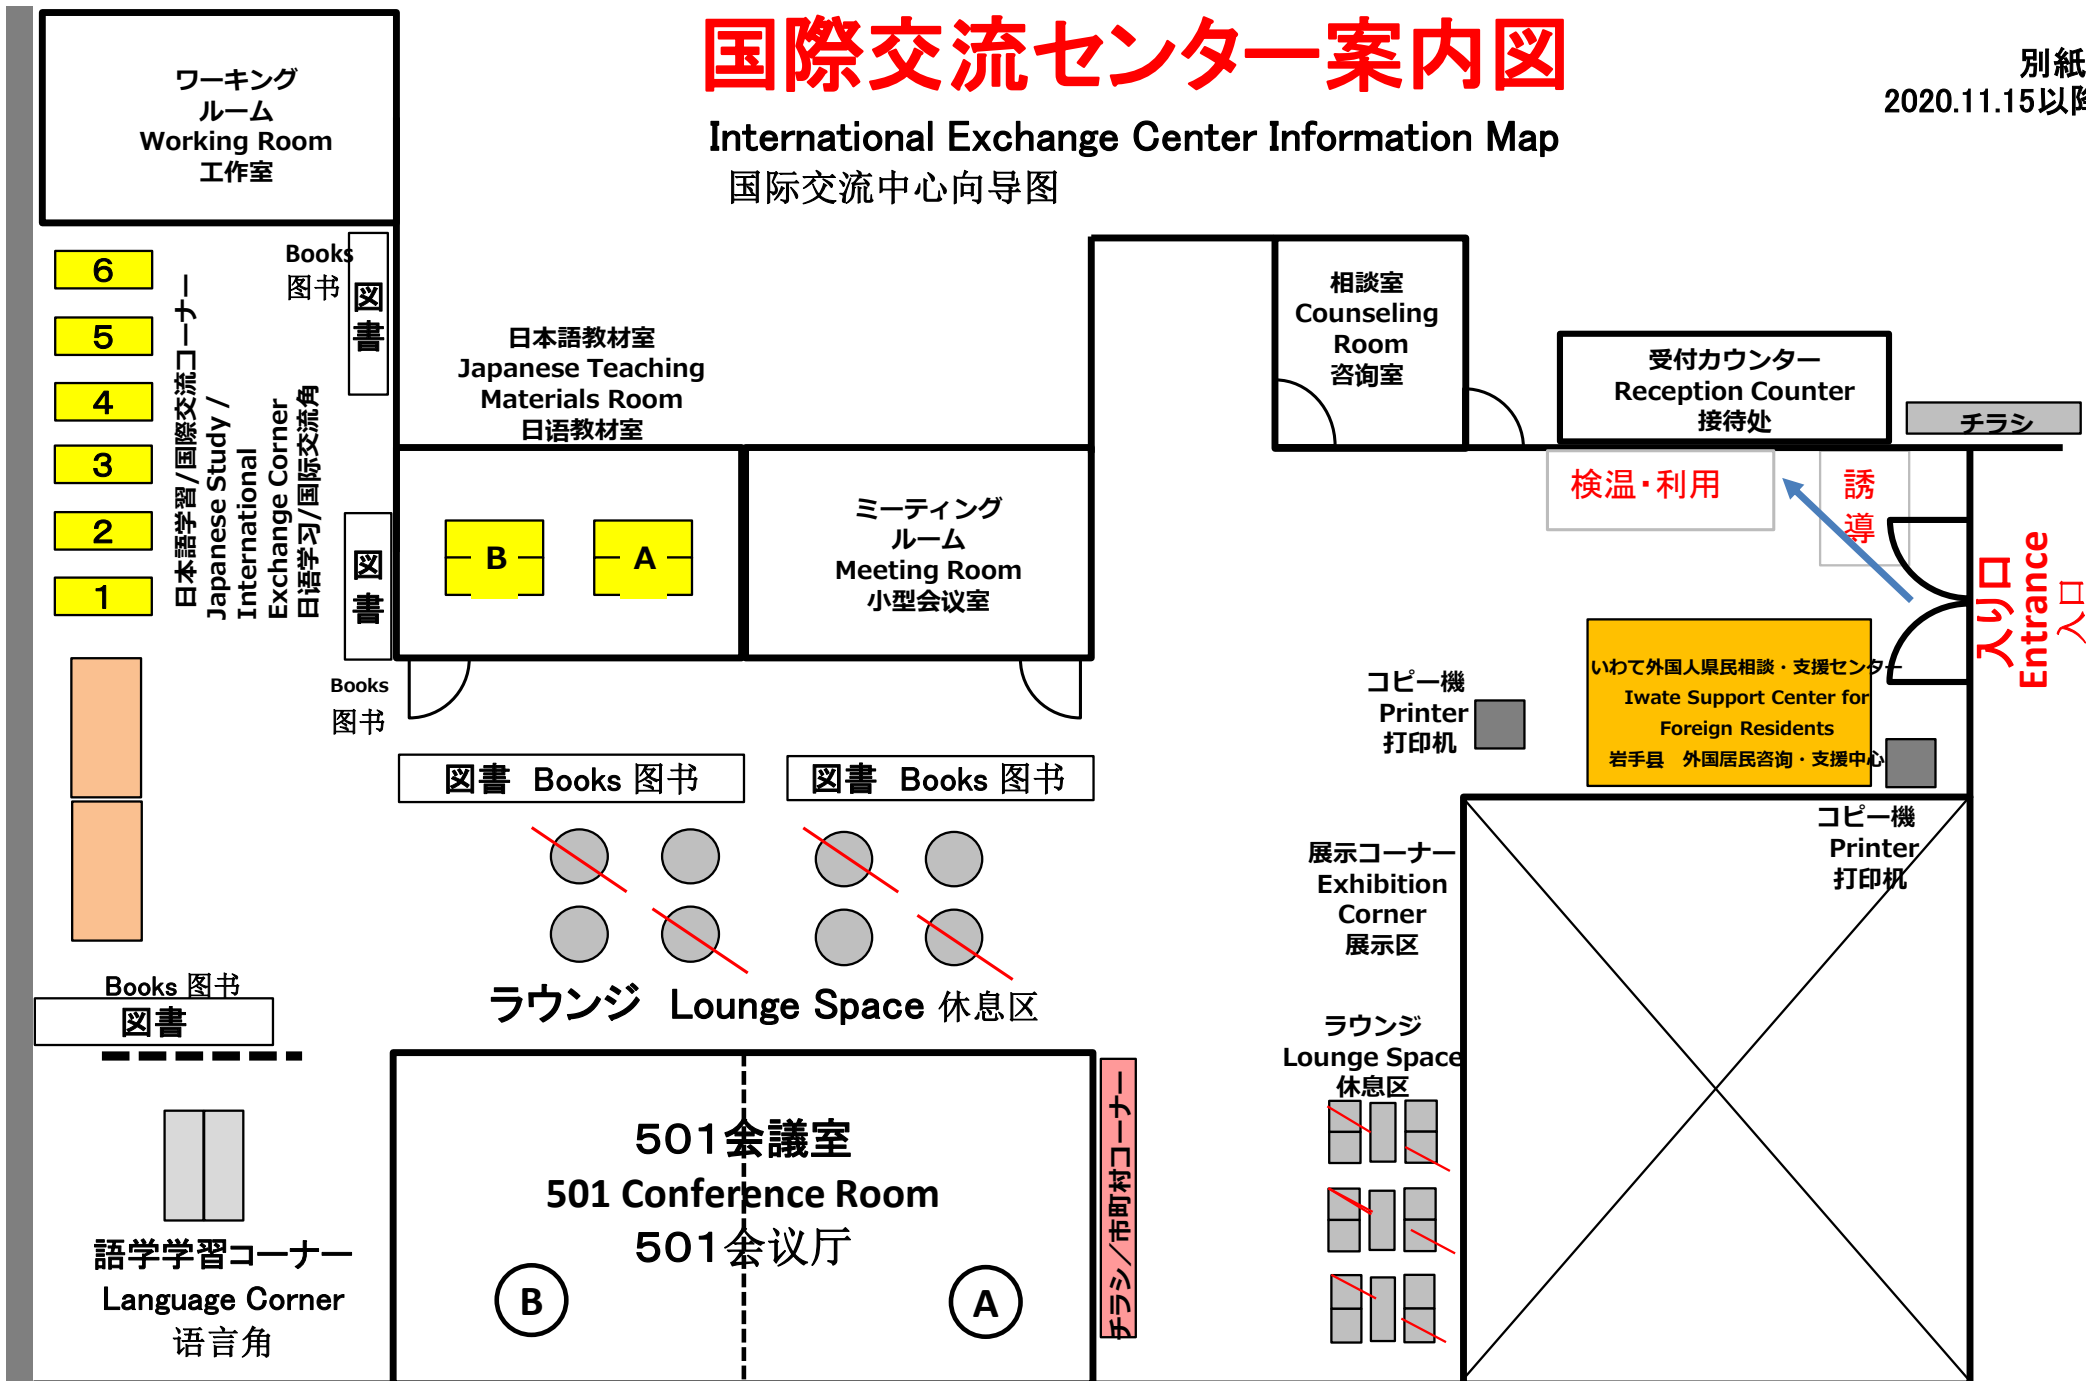 国際交流センター案内図
International Exchange Center Information Map
国际交流中心向导图
別紙
2020.11.15以降
ワーキング
ルーム
Working Room
工作室
Books
图书
図書
6
5
4
3
2
1
日本語学習/国際交流コーナー
Japanese Study /
International
Exchange Corner
日语学习/国际交流角
図書
Books
图书
日本語教材室
Japanese Teaching
Materials Room
日语教材室
B
A
ミーティング
ルーム
Meeting Room
小型会议室
相談室
Counseling
Room
咨询室
受付カウンター
Reception Counter
接待处
チラシ
検温・利用
誘
導
入り口
Entrance
入口
いわて外国人県民相談・支援センター
Iwate Support Center for
Foreign Residents
岩手县 外国居民咨询・支援中心
コピー機
Printer
打印机
コピー機
Printer
打印机
図書 Books 图书
図書 Books 图书
ラウンジ Lounge Space 休息区
展示コーナー
Exhibition
Corner
展示区
ラウンジ
Lounge Space
休息区
Books 图书
図書
語学学習コーナー
Language Corner
语言角
501会議室
501 Conference Room
501会议厅
B
A
チラシ/市町村コーナー